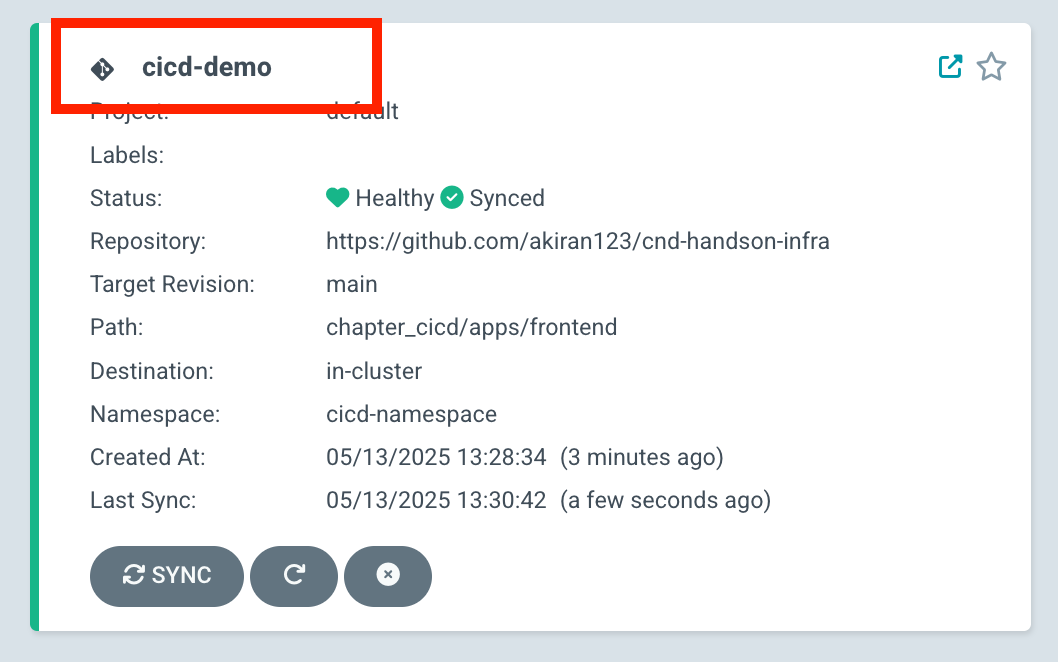 cicd-demo
Project: default
Labels:
Status: Healthy Synced
Repository: https://github.com/akiran123/cnd-handson-infra
Target Revision: main
Path: chapter_cicd/apps/frontend
Destination: in-cluster
Namespace: cicd-namespace
Created At: 05/13/2025 13:28:34 (3 minutes ago)
Last Sync: 05/13/2025 13:30:42 (a few seconds ago)
SYNC